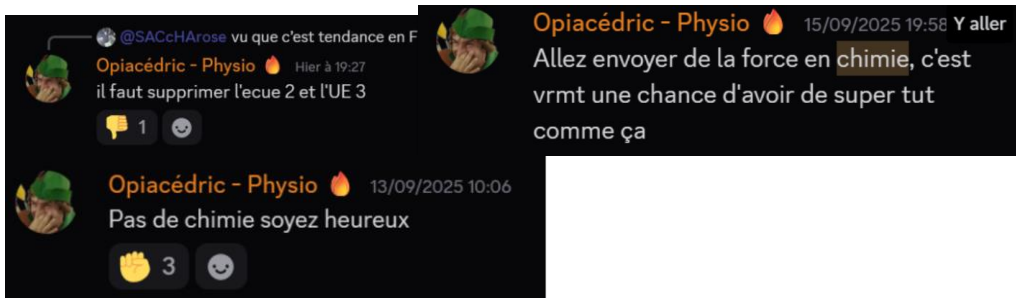 @SACcHArose vu que c'est tendance en F
Opiacédric - Physio 🔥 Hier à 19:27
il faut supprimer l'ecue 2 et l'UE 3
👎 1
Opiacédric - Physio 🔥 15/09/2025 19:58 Y aller
Allez envoyer de la force en chimie, c'est
vrmt une chance d'avoir de super tut
comme ça
Opiacédric - Physio 🔥 13/09/2025 10:06
Pas de chimie soyez heureux
✊ 3